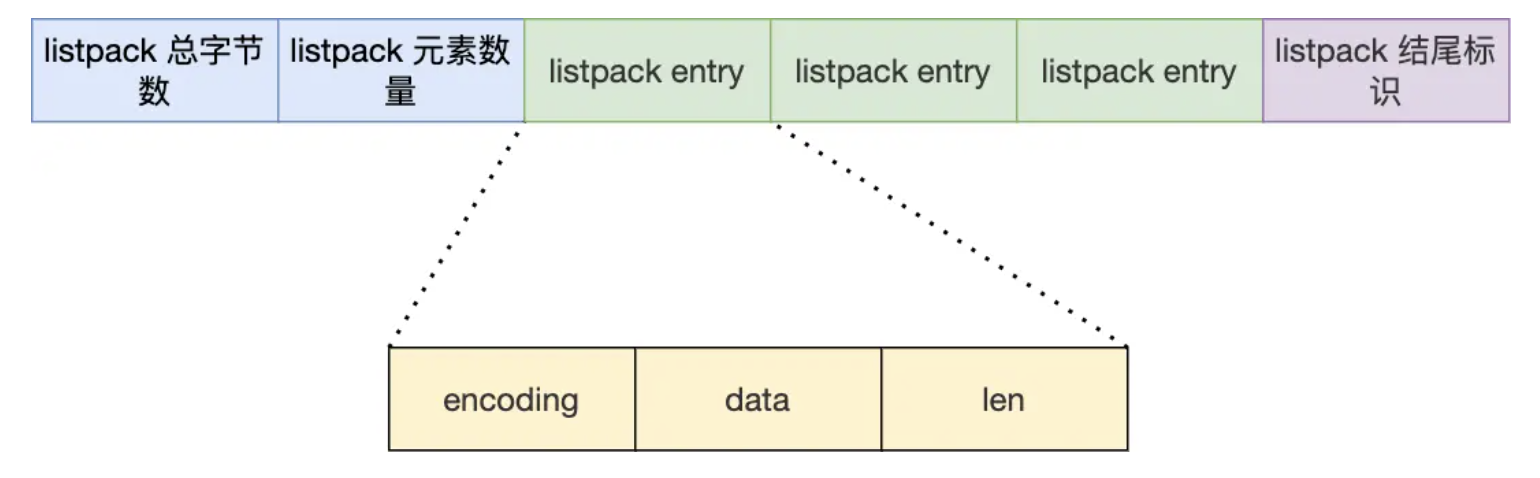 listpack 总字节
数
listpack 元素数
量
listpack entry
listpack entry
listpack entry
listpack 结尾标
识
encoding
data
len